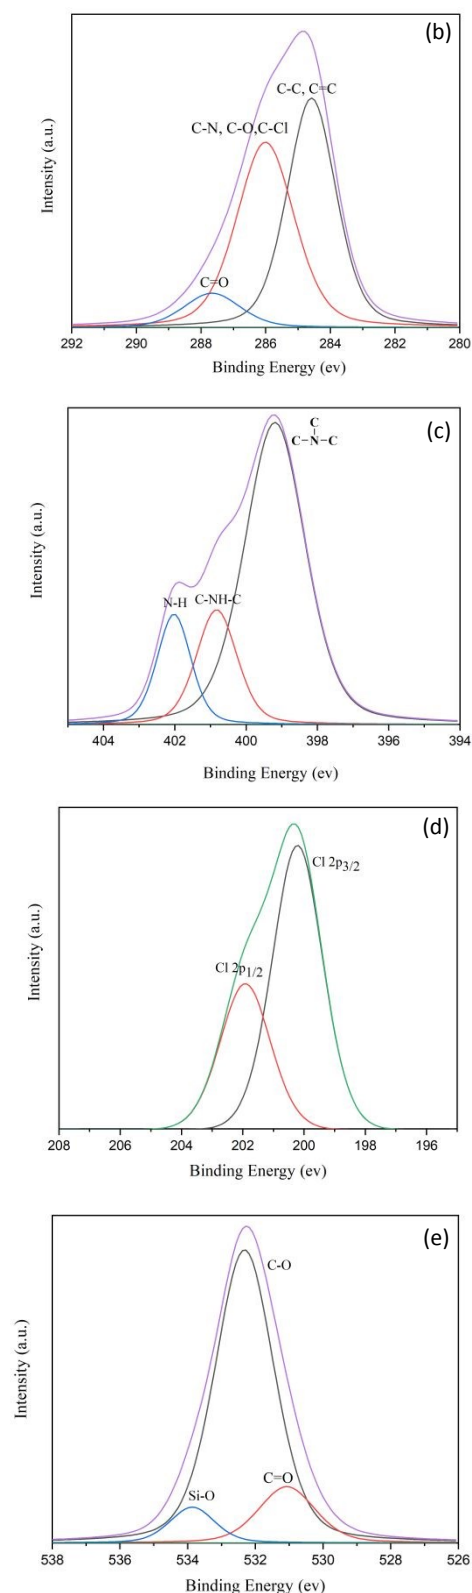 (b)
C-C, C=C
C-N, C-O,C-Cl
C=O
Intensity (a.u.)
292 290 288 286 284 282 280
Binding Energy (ev)
(c)
C
C-N-C
N-H C-NH-C
Intensity (a.u.)
404 402 400 398 396 394
Binding Energy (ev)
(d)
Cl 2p3/2
Cl 2p1/2
Intensity (a.u.)
208 206 204 202 200 198 196
Binding Energy (ev)
(e)
C-O
C=O
Si-O
Intensity (a.u.)
538 536 534 532 530 528 526
Binding Energy (ev)